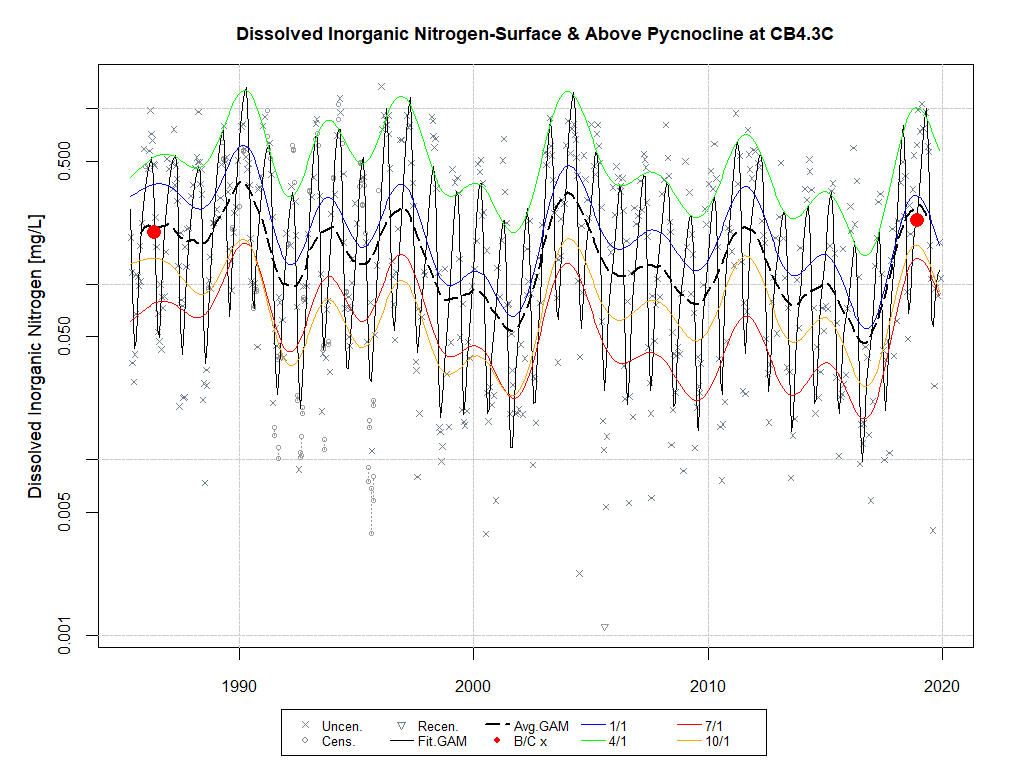 Dissolved Inorganic Nitrogen-Surface & Above Pycnocline at CB4.3C
Dissolved Inorganic Nitrogen [mg/L]
0.500
0.050
0.005
0.001
1990 2000 2010 2020
Uncen. Recen. Avg.GAM 1/1 7/1
Cens. Fit.GAM B/C x 4/1 10/1